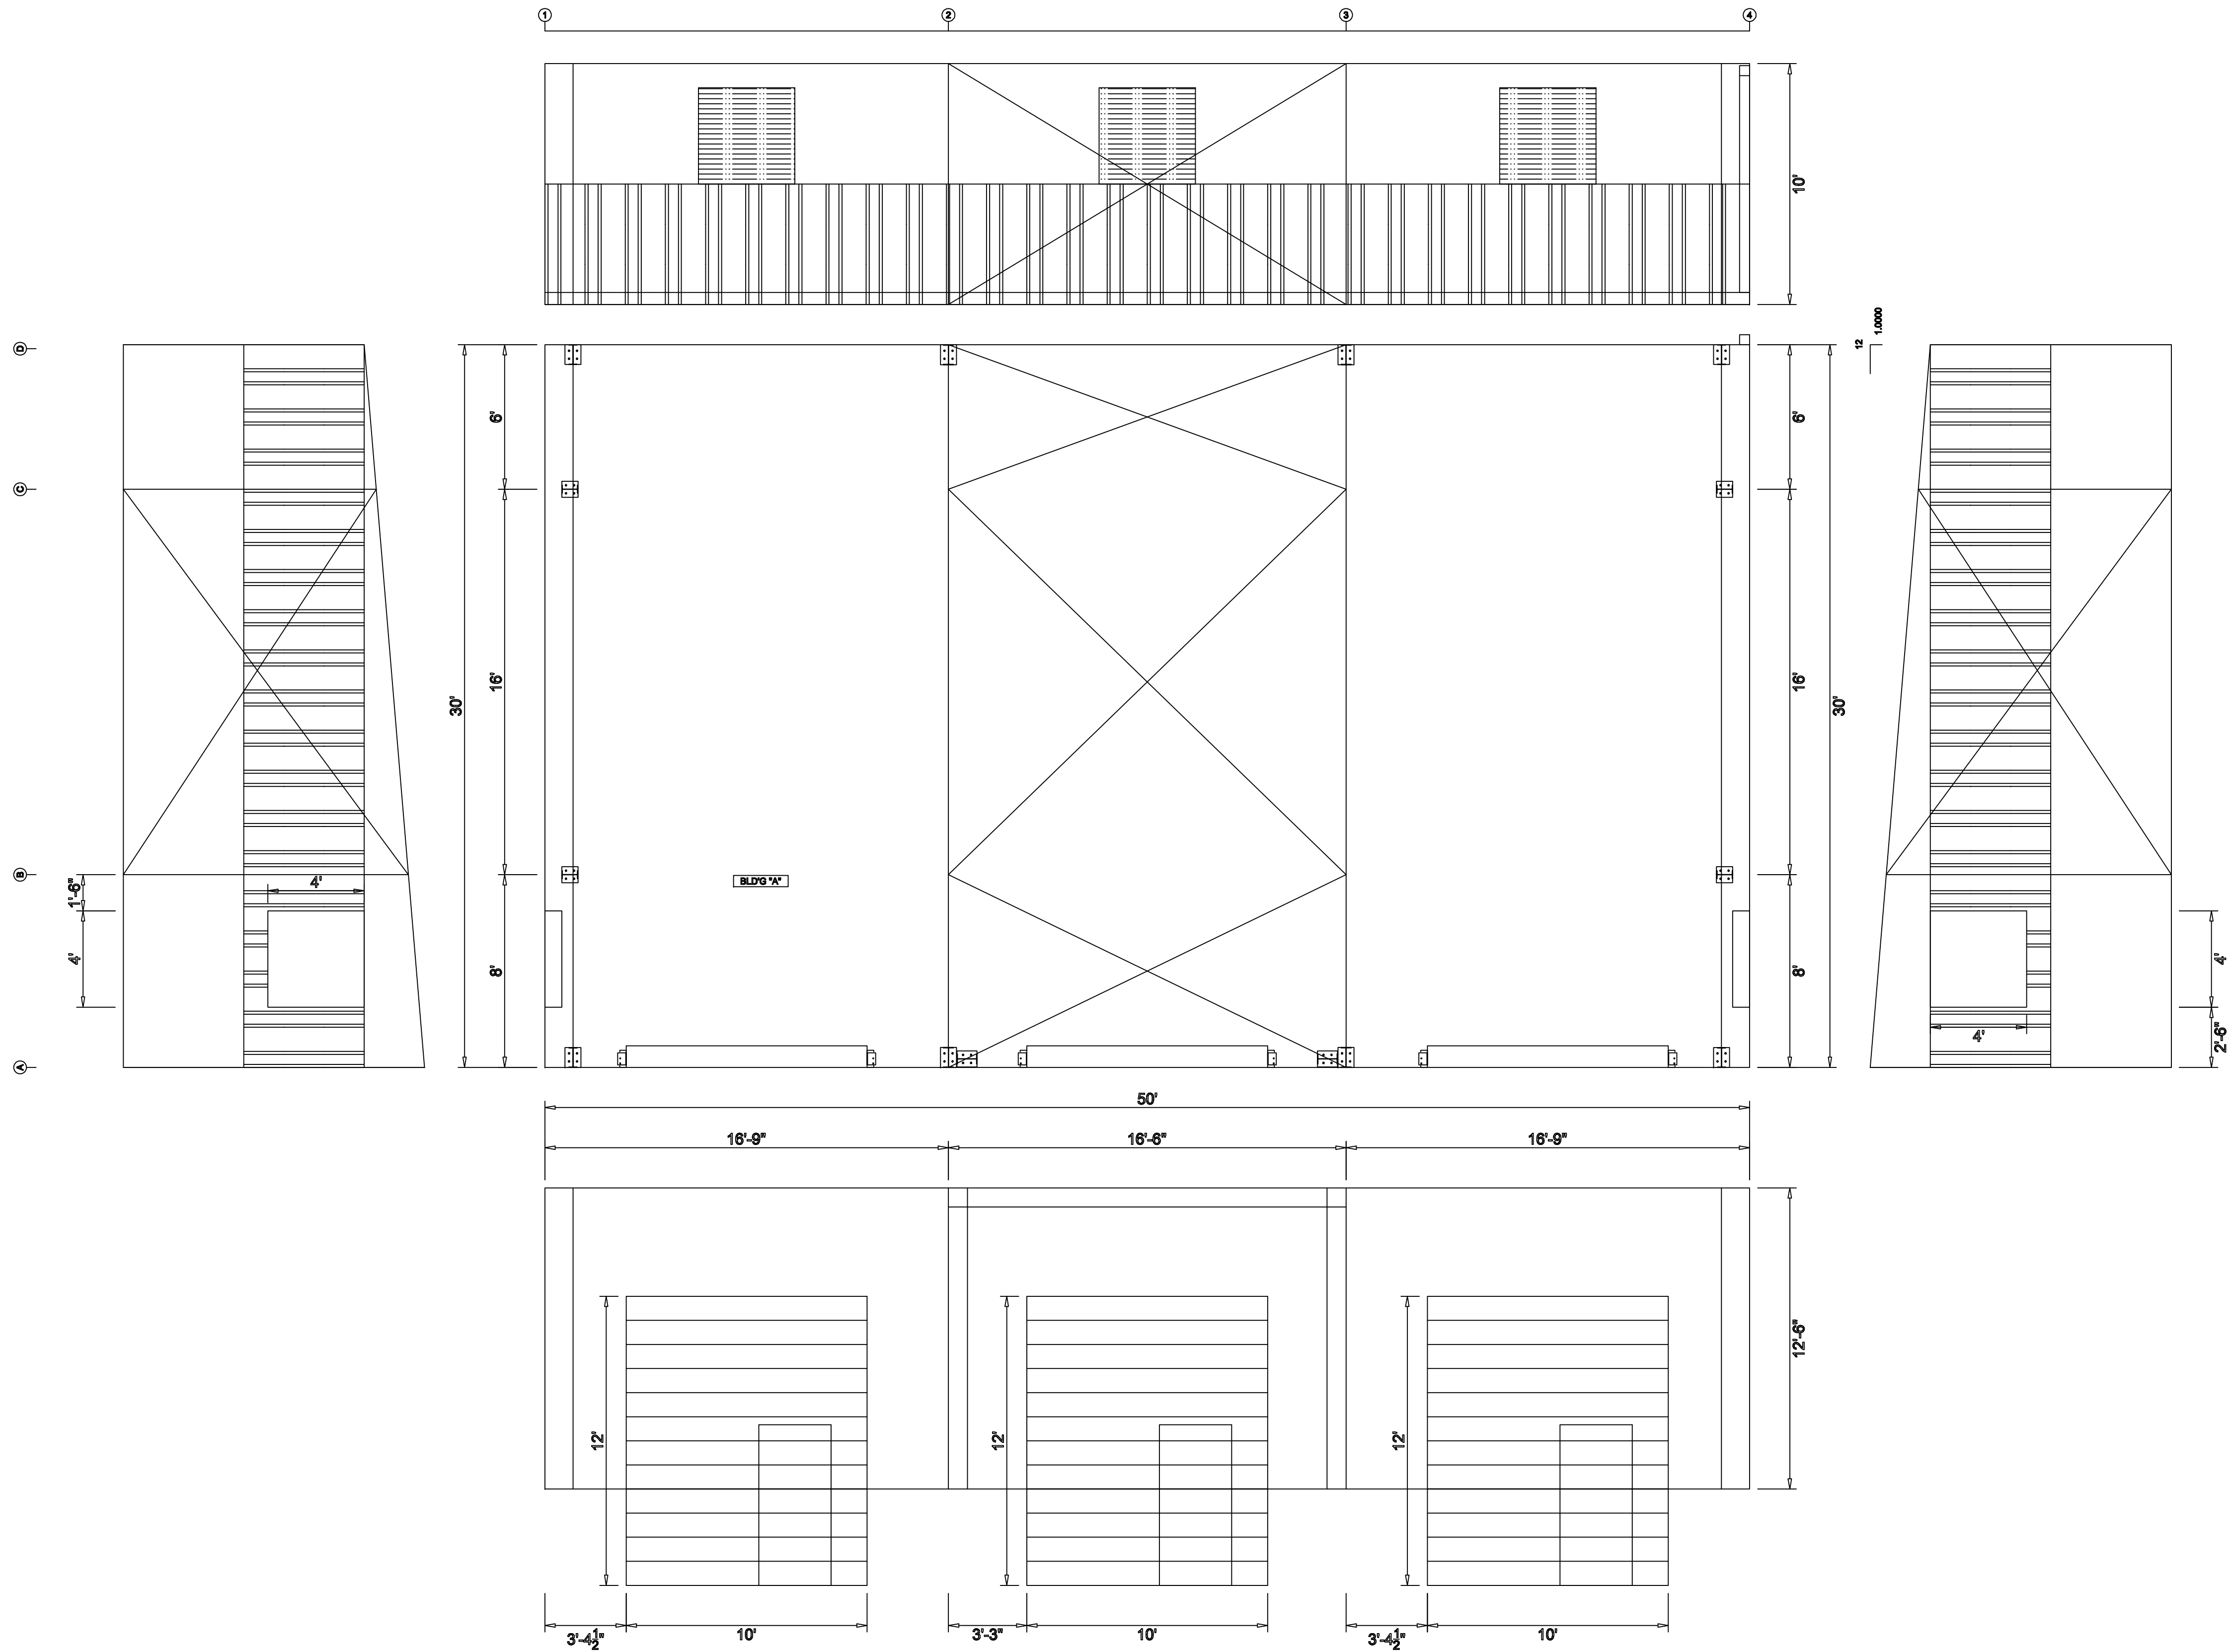 1 2 3 4
10'
D
12
1.0000
6' 6'
C
16' 30' 30' 16'
B
BLD'G "A"
1'-6"
4'
4'
8' 8'
4'
4'
2'-6"
A
50'
16'-9" 16'-6" 16'-9"
12'-6"
12' 12' 12'
3'-4½" 10' 3'-3" 10' 3'-4½" 10'